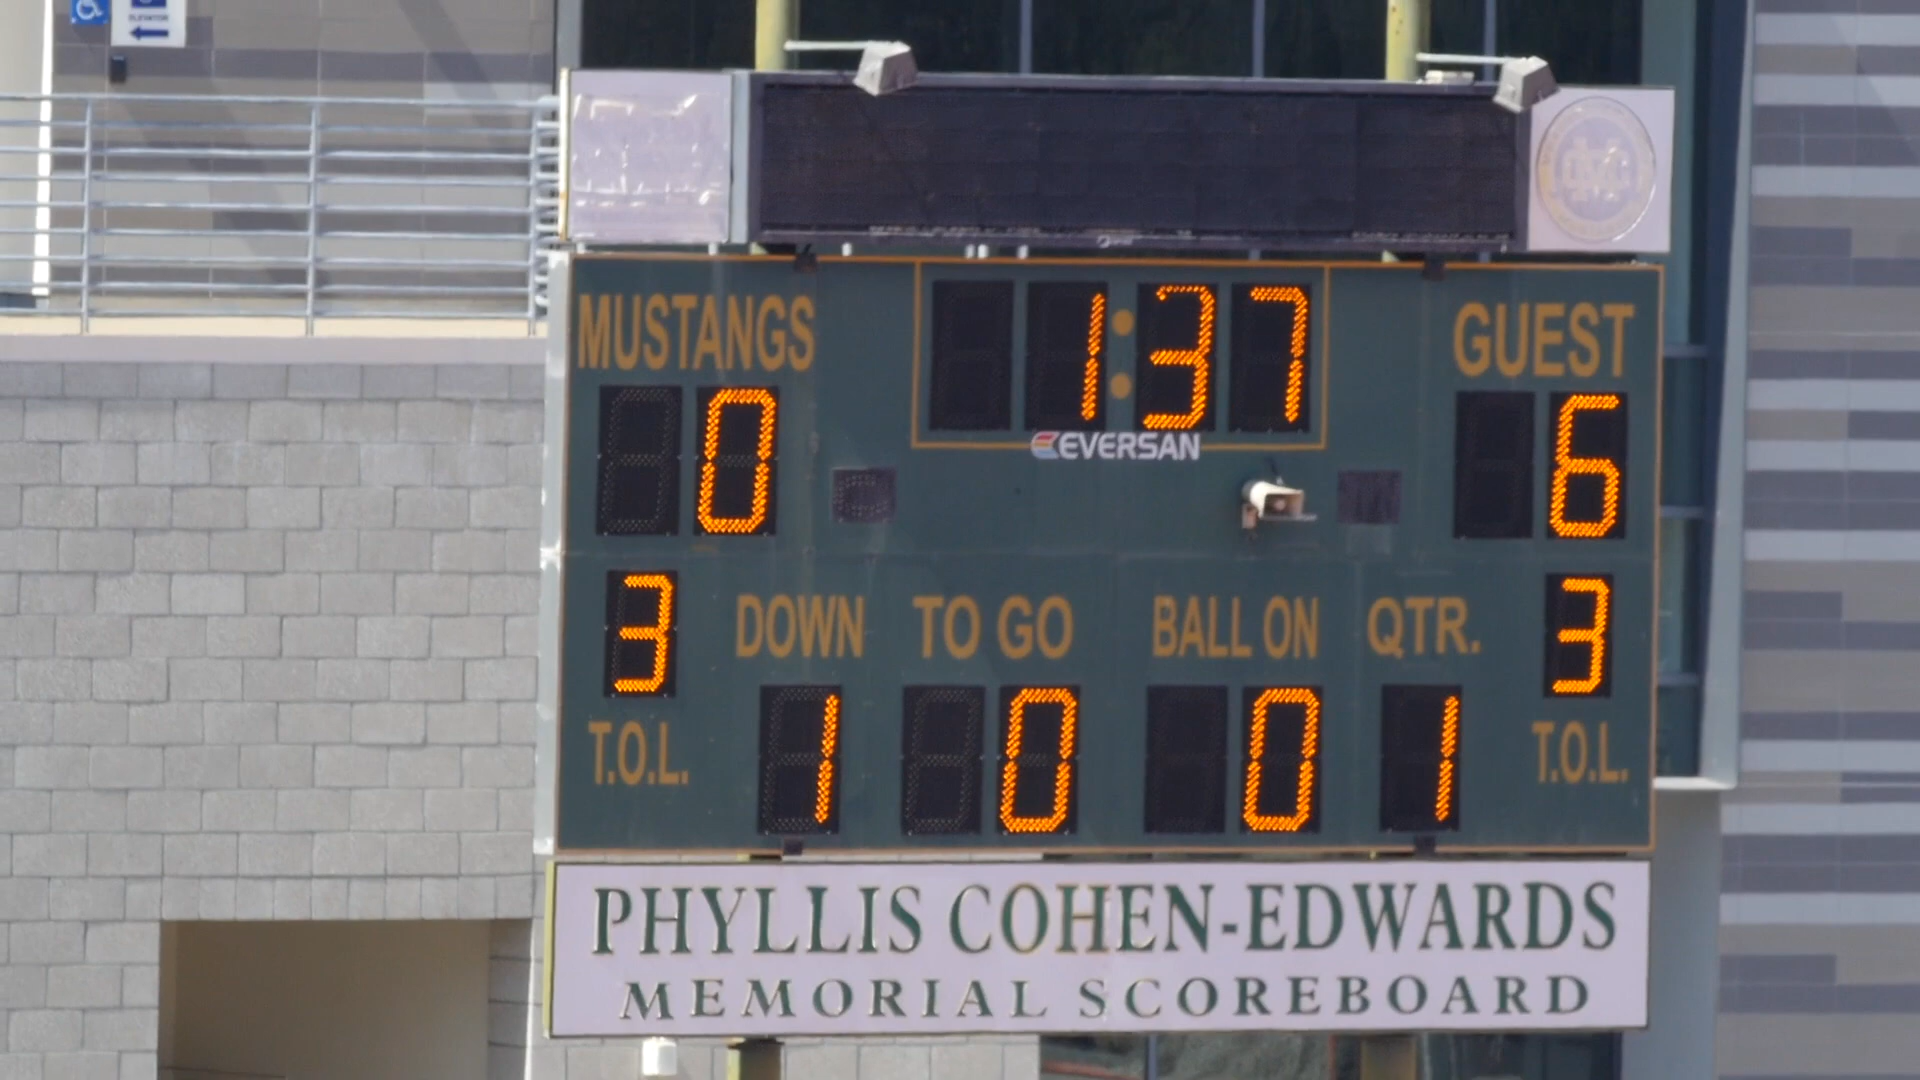 ELEVATOR
MUSTANGS
1:37
GUEST
0
EVERSAN
6
3
DOWN
TO GO
BALL ON
QTR.
3
1
0
0
1
T.O.L.
T.O.L.
PHYLLIS COHEN-EDWARDS
MEMORIAL SCOREBOARD